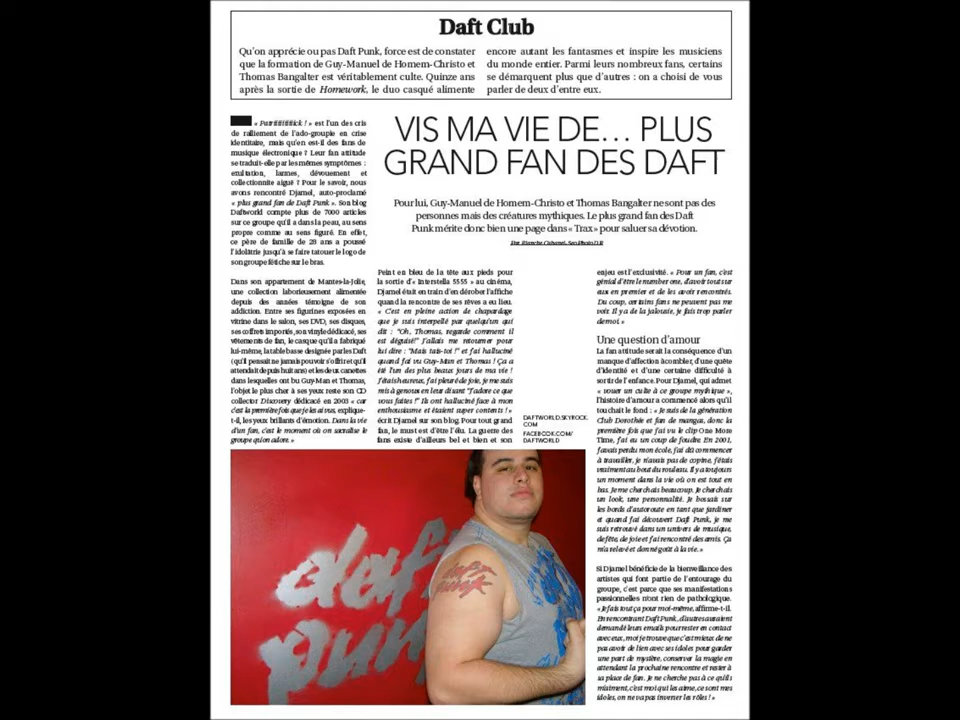 Daft Club
Qu'on apprécie ou pas Daft Punk, force est de constater
que la formation de Guy-Manuel de Homem-Christo et
Thomas Bangalter est véritablement culte. Quinze ans
après la sortie de Homework, le duo casqué alimente
encore autant les fantasmes et inspire les musiciens
du monde entier. Parmi leurs nombreux fans, certains
se démarquent plus que d'autres : on a choisi de vous
parler de deux d'entre eux.
VIS MA VIE DE... PLUS
GRAND FAN DES DAFT
Pour lui, Guy-Manuel de Homem-Christo et Thomas Bangalter ne sont pas des
personnes mais des créatures mythiques. Le plus grand fan des Daft
Punk mérite donc bien une page dans « Trax » pour saluer sa dévotion.
« Patriiiiiiiick ! » est l'un des cris
de ralliement de l'ado-groupie en crise
identitaire, mais qu'en est-il des fans de
musique électronique ? Leur fan attitude
se traduit-elle par les mêmes symptômes :
exultation, larmes, dévouement et
collectionnite aiguë ? Pour le savoir, nous
avons rencontré Djamel, auto-proclamé
« plus grand fan de Daft Punk ». Son blog
Daftworld compte plus de 7000 articles
sur ce groupe qu'il a dans la peau, au sens
propre comme au sens figuré. En effet,
ce père de famille de 28 ans a poussé
l'idolâtrie jusqu'à se faire tatouer le logo de
son groupe fétiche sur le bras.
Dans son appartement de Mantes-la-Jolie,
une collection laborieusement alimentée
depuis des années témoigne de son
addiction. Entre ses figurines exposées en
vitrine dans le salon, ses DVD, ses disques,
ses coffrets importés, son vinyle dédicacé, ses
vêtements de fan, le casque qu'il a fabriqué
lui-même, la table basse designée par les Daft
(qu'il pensait ne jamais pouvoir s'offrir et qu'il
attendait depuis huit ans) et les deux canettes
dans lesquelles ont bu Guy-Man et Thomas,
l'objet le plus cher à ses yeux reste son CD
collector Discovery dédicacé en 2003 « car
c'est la première fois que je les ai vus, explique-
t-il, les yeux brillants d'émotion. Dans la vie
d'un fan, c'est le moment où on sacralise le
groupe qu'on adore. »
Peint en bleu de la tête aux pieds pour
la sortie d'« Interstella 5555 » au cinéma,
Djamel était en train d'en dérober l'affiche
quand la rencontre de ses rêves a eu lieu.
« C'est en pleine action de chapardage
que je suis interpellé par quelqu'un qui
dit : "Oh, Thomas, regarde comment il
est déguisé!" J'allais me retourner pour
lui dire : "Mais tais-toi !" et j'ai halluciné
quand j'ai vu Guy-Man et Thomas ! Ça a
été l'un des plus beaux jours de ma vie !
J'étais heureux, j'ai pleuré de joie, je me suis
mis à genoux en leur disant "J'adore ce que
vous faites !" Ils ont halluciné face à mon
enthousiasme et étaient super contents ! »
écrit Djamel sur son blog. Pour tout grand
fan, le must est d'être l'élu. La guerre des
fans existe d'ailleurs bel et bien et son
DAFTWORLD.SKYROCK.
COM
FACEBOOK.COM/
DAFTWORLD
enjeu est l'exclusivité. « Pour un fan, c'est
génial d'être le number one, d'avoir tout sur
eux en premier et de les avoir rencontrés.
Du coup, certains fans ne peuvent pas me
voir. Il y a de la jalousie, je fais trop parler
de moi. »
Une question d'amour
La fan attitude serait la conséquence d'un
manque d'affection à combler, d'une quête
d'identité et d'une certaine difficulté à
sortir de l'enfance. Pour Djamel, qui admet
« vouer un culte à ce groupe mythique »,
l'histoire d'amour a commencé alors qu'il
touchait le fond : « Je suis de la génération
Club Dorothée et fan de mangas, donc la
première fois que j'ai vu le clip One More
Time, j'ai eu un coup de foudre. En 2001,
j'avais perdu mon école, j'ai dû commencer
à travailler, je n'avais pas de copine, j'étais
vraiment au bout du rouleau. Il y a toujours
un moment dans la vie où on est tout en
bas. Je me cherchais beaucoup. Je cherchais
un look, une personnalité. Je bossais sur
les bords d'autoroute en tant que jardinier
et quand j'ai découvert Daft Punk, je me
suis retrouvé dans un univers de musique,
de fête, de joie et j'ai rencontré des amis. Ça
m'a relevé et donné goût à la vie. »
Si Djamel bénéficie de la bienveillance des
artistes qui font partie de l'entourage du
groupe, c'est parce que ses manifestations
passionnelles n'ont rien de pathologique.
« Je fais tout ça pour moi-même, affirme-t-il.
En rencontrant Daft Punk, d'autres auraient
demandé leurs emails pour rester en contact
avec eux, moi je trouve que c'est mieux de ne
pas avoir de lien avec ses idoles pour garder
une part de mystère, conserver la magie en
attendant la prochaine rencontre et rester à
sa place de fan. Je ne cherche pas à ce qu'ils
m'aiment, c'est moi qui les aime, ce sont mes
idoles, on ne va pas inverser les rôles ! »
daft
punk